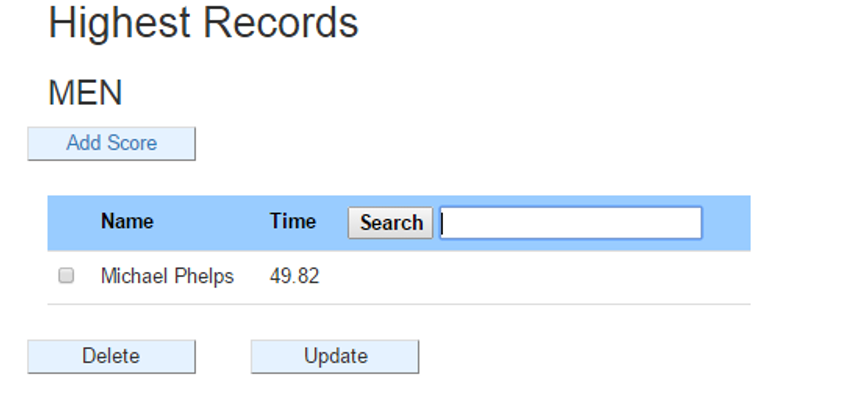 Highest Records
MEN
Add Score
Name Time Search
Michael Phelps 49.82
Delete Update